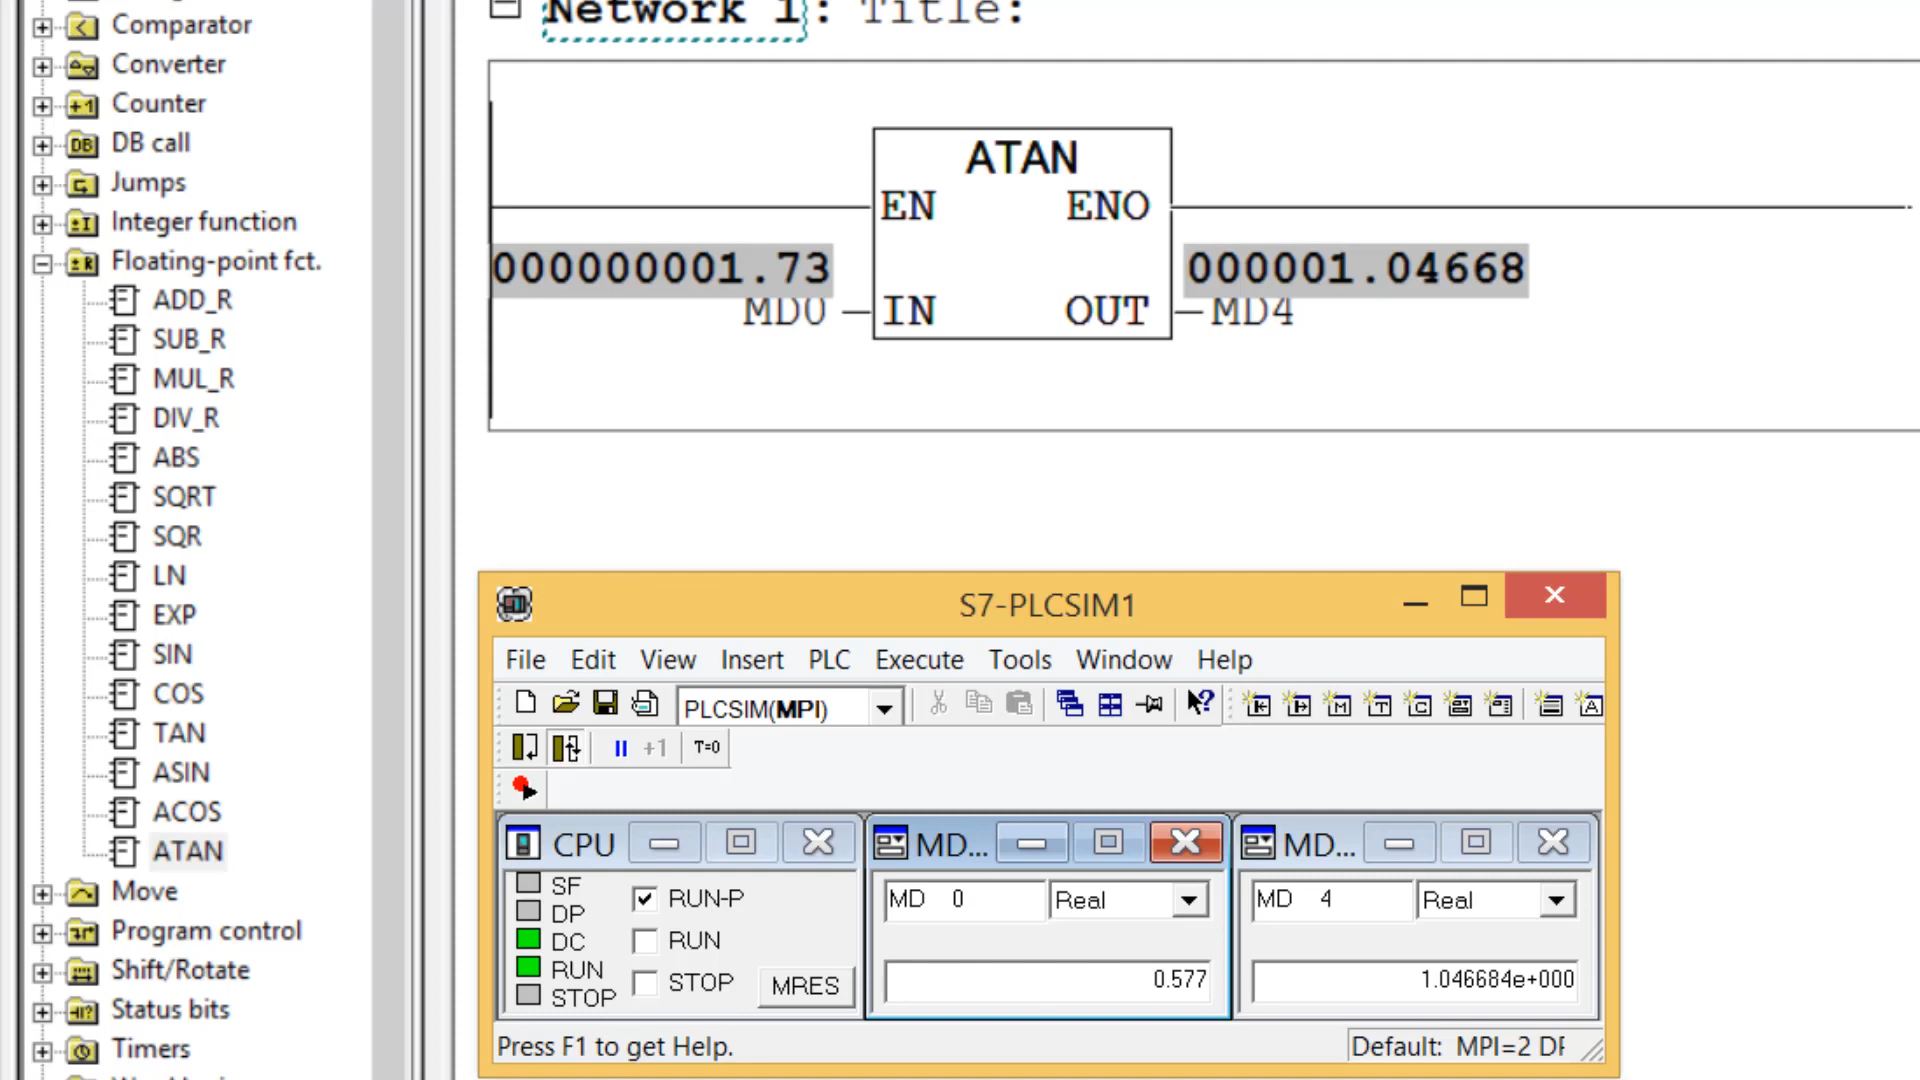 Comparator
Converter
Counter
DB call
Jumps
Integer function
Floating-point fct.
ADD_R
SUB_R
MUL_R
DIV_R
ABS
SQRT
SQR
LN
EXP
SIN
COS
TAN
ASIN
ACOS
ATAN
Move
Program control
Shift/Rotate
Status bits
Timers
Network 1: Title:
ATAN
EN ENO
000000001.73 000001.04668
MD0 IN OUT MD4
S7-PLCSIM1
File Edit View Insert PLC Execute Tools Window Help
PLCSIM(MPI)
+1 T=0
CPU MD... MD...
SF
DP
DC
RUN
STOP
RUN-P
RUN
STOP MRES
MD 0 Real
0.577
MD 4 Real
1.046684e+000
Press F1 to get Help. Default: MPI=2 DP